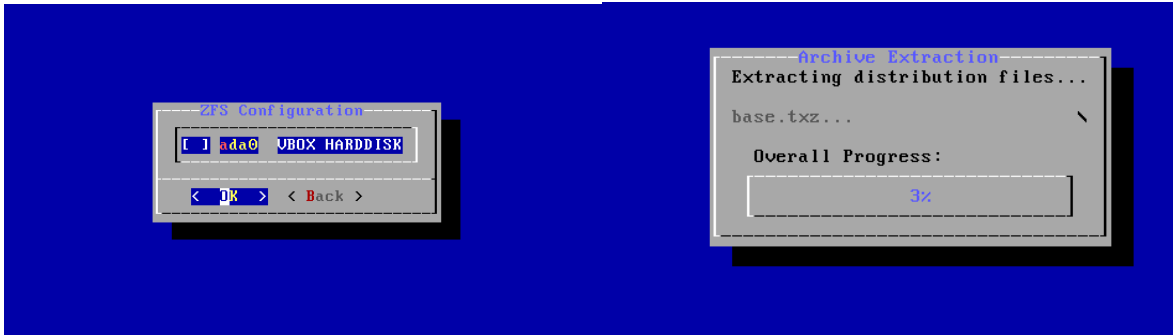 ZFS Configuration
[ ] ada0 VBOX HARDDISK
< OK > < Back >
Archive Extraction
Extracting distribution files...
base.txz... \
Overall Progress:
3%